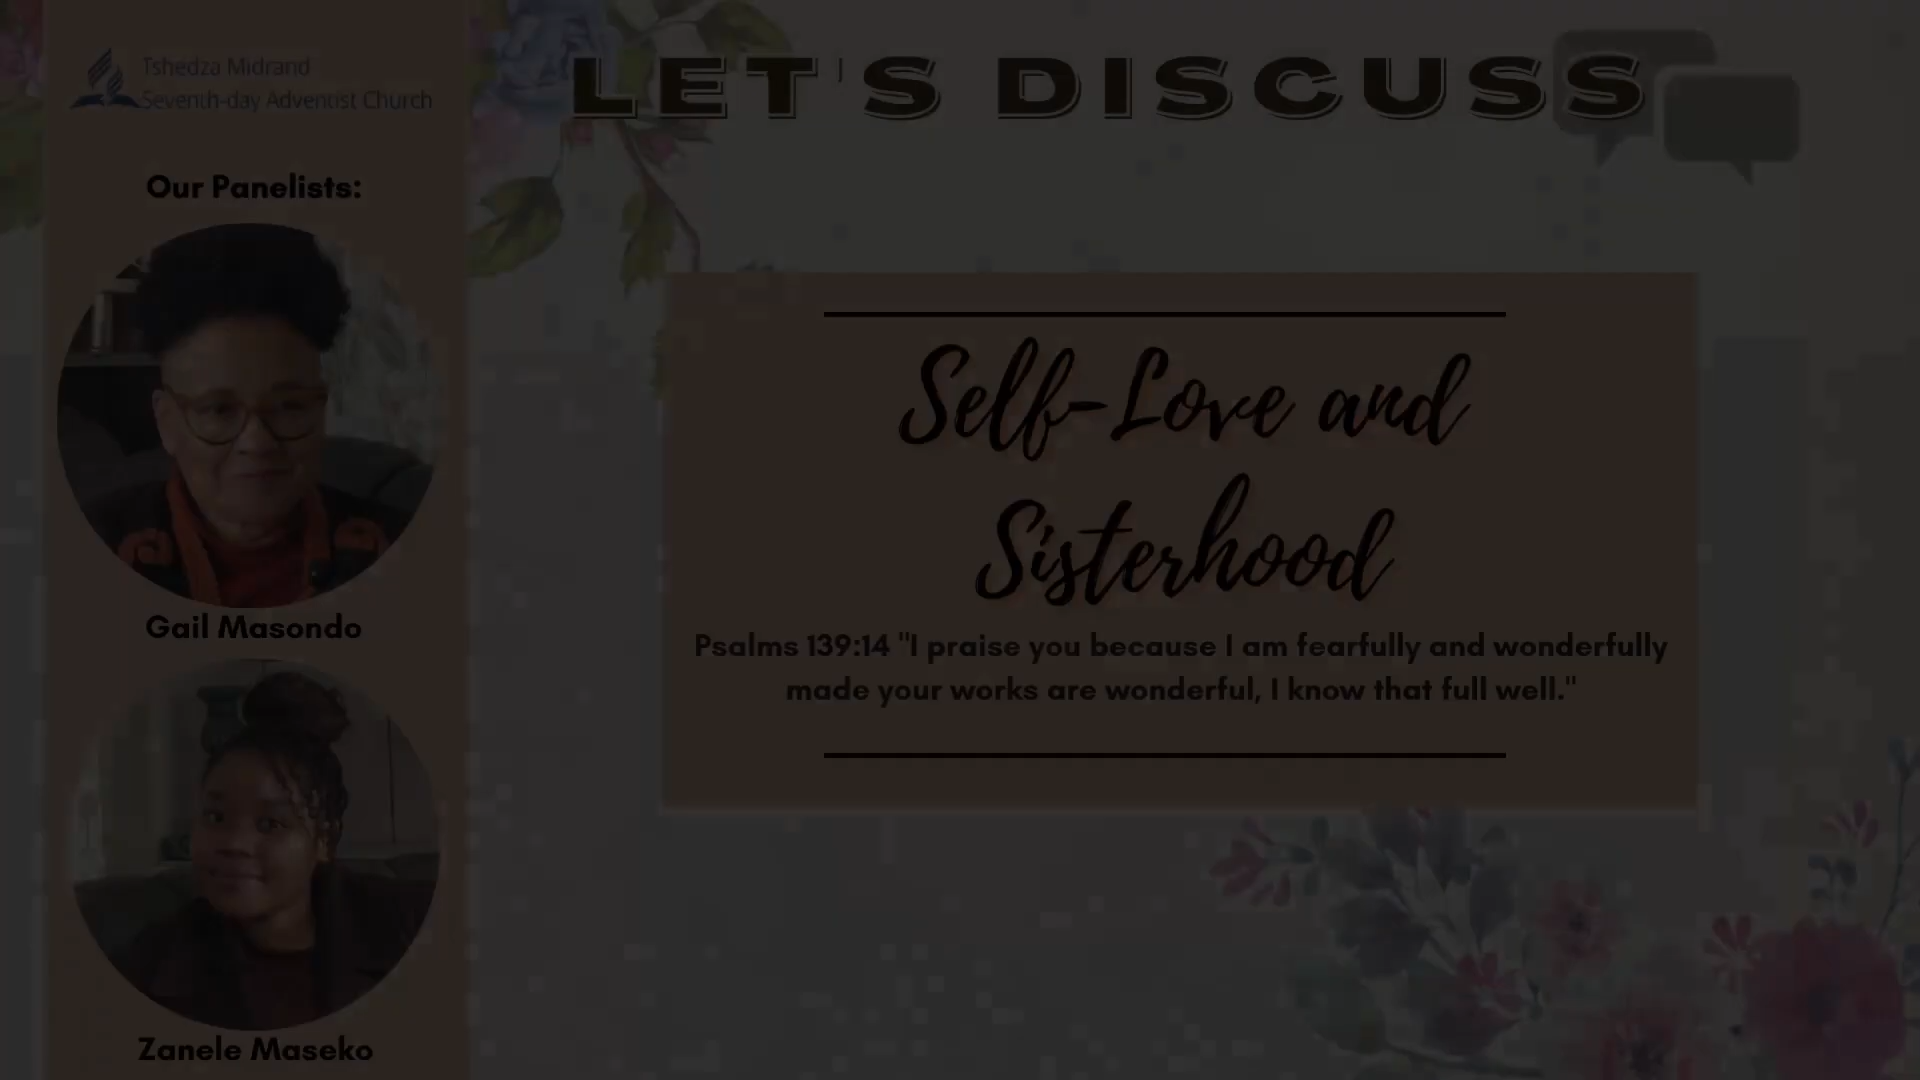 Tshedza Midrand
Seventh-day Adventist Church
Our Panelists:
Gail Masondo
Zanele Maseko
LET'S DISCUSS
Self-Love and
Sisterhood
Psalms 139:14 "I praise you because I am fearfully and wonderfully
made your works are wonderful, I know that full well."